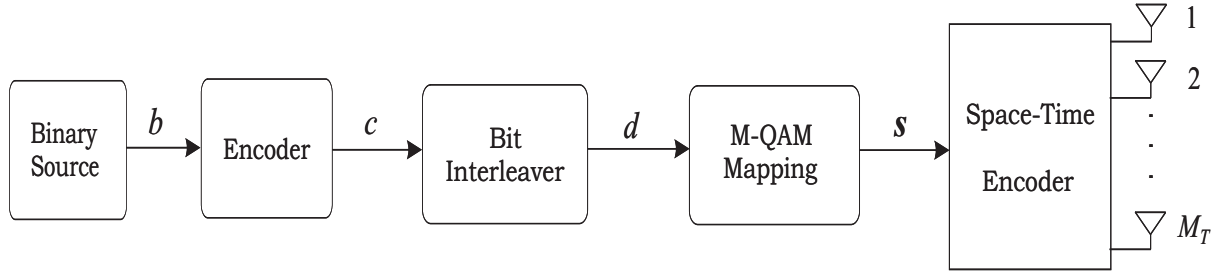 Binary
Source
b
Encoder
c
Bit
Interleaver
d
M-QAM
Mapping
s
Space-Time
Encoder
1
2
M_T